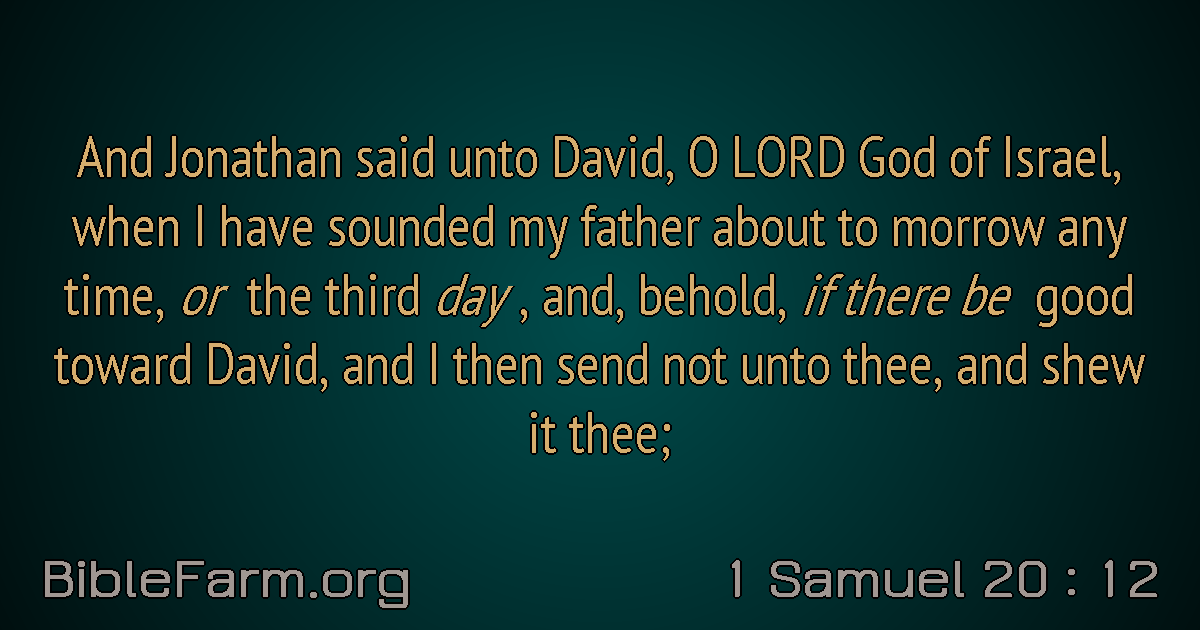 And Jonathan said unto David, O LORD God of Israel,
when I have sounded my father about to morrow any
time, or the third day , and, behold, if there be good
toward David, and I then send not unto thee, and shew
it thee;
BibleFarm.org
1 Samuel 20 : 12